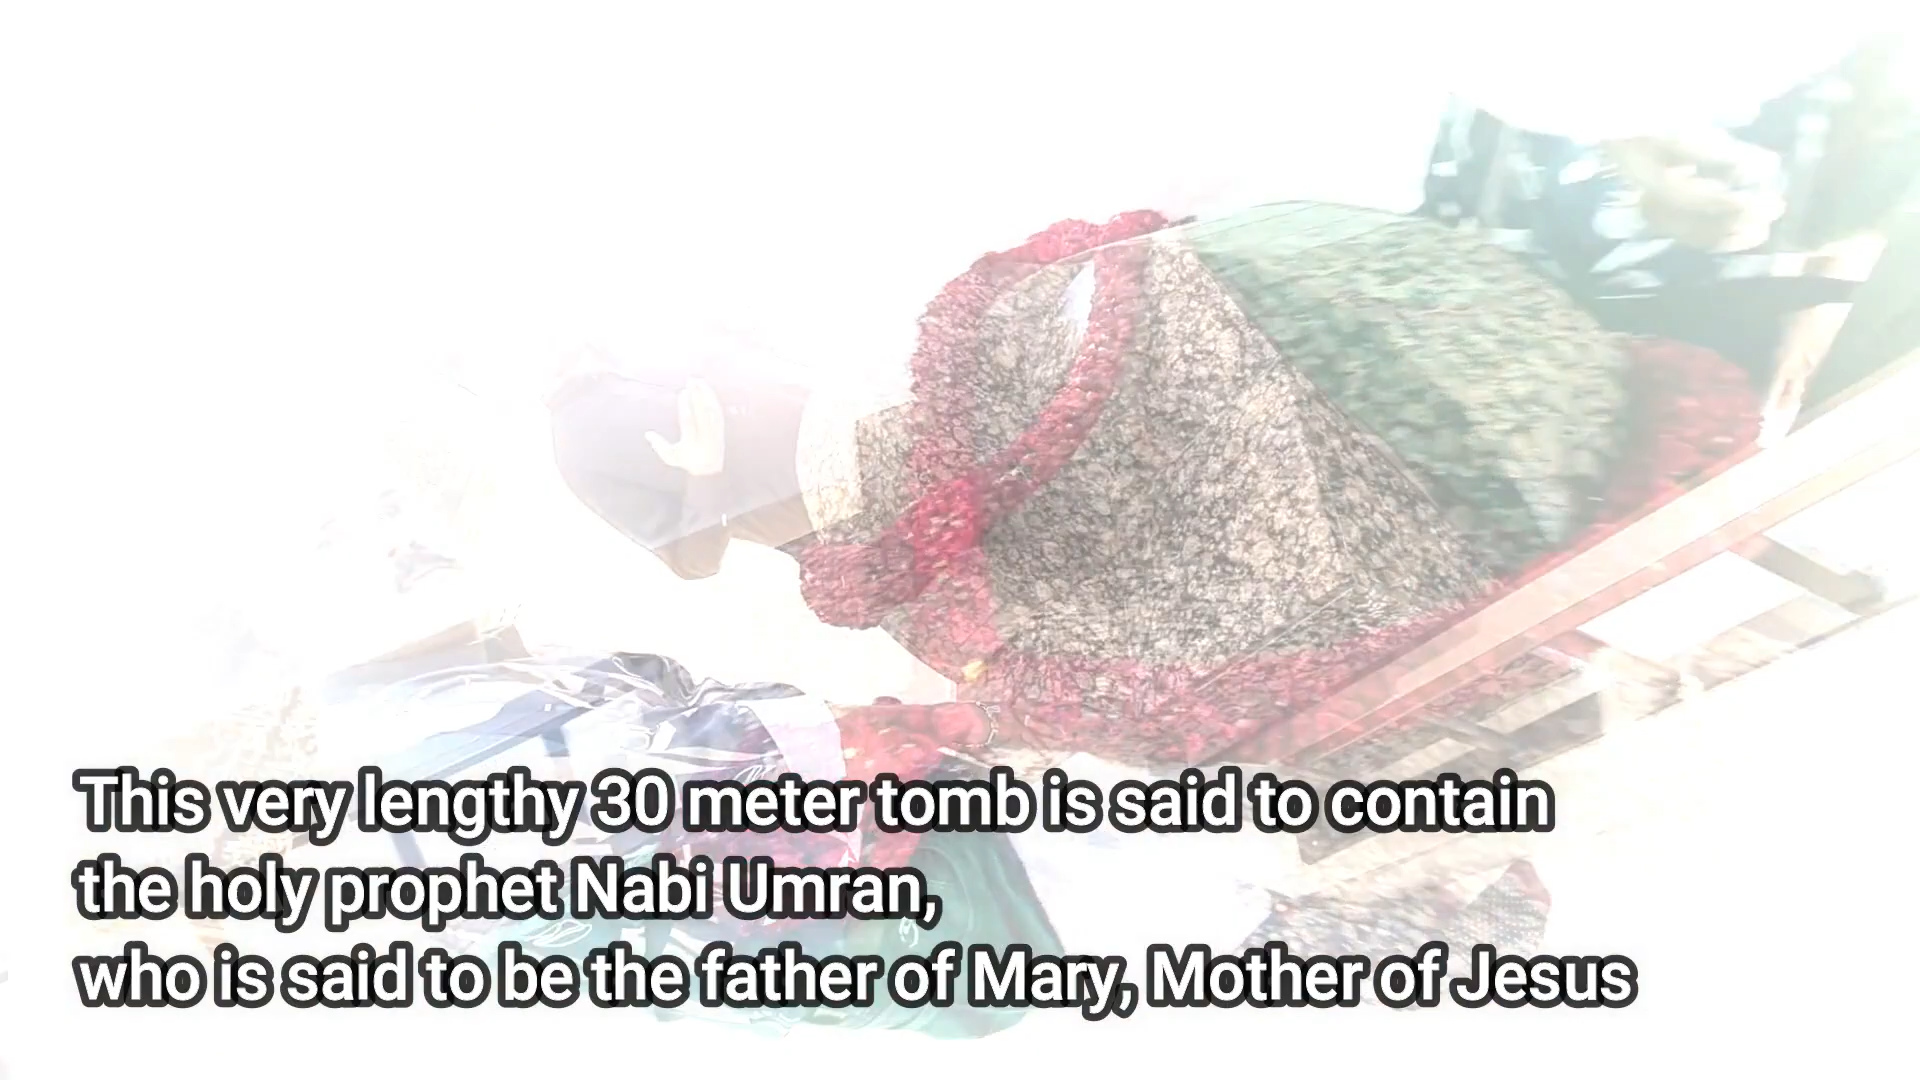 This very lengthy 30 meter tomb is said to contain
the holy prophet Nabi Umran,
who is said to be the father of Mary, Mother of Jesus